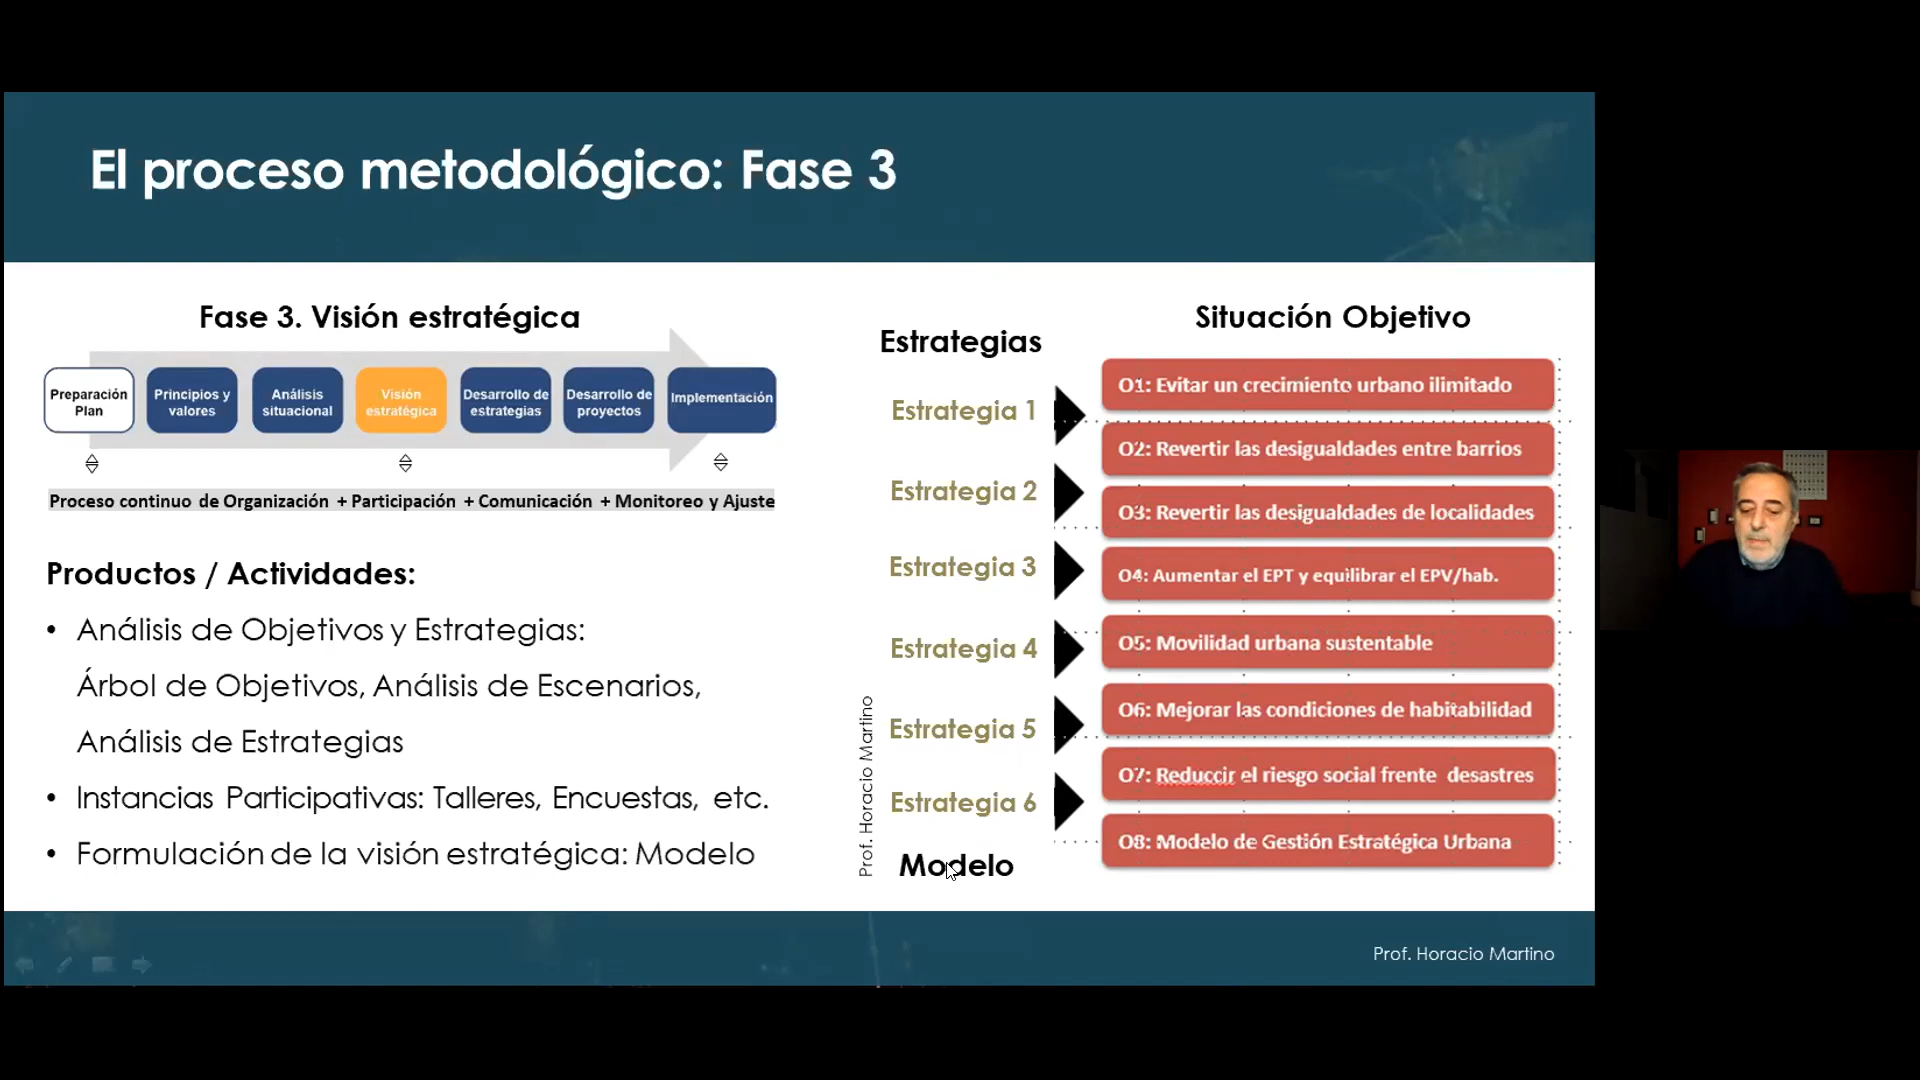 El proceso metodológico: Fase 3
Fase 3. Visión estratégica
Preparación
Plan
Principios y
valores
Análisis
situacional
Visión
estratégica
Desarrollo de
estrategias
Desarrollo de
proyectos
Implementación
Proceso continuo de Organización + Participación + Comunicación + Monitoreo y Ajuste
Productos / Actividades:
• Análisis de Objetivos y Estrategias:
Árbol de Objetivos, Análisis de Escenarios,
Análisis de Estrategias
• Instancias Participativas: Talleres, Encuestas, etc.
• Formulación de la visión estratégica: Modelo
Prof. Horacio Martino
Estrategias
Estrategia 1
Estrategia 2
Estrategia 3
Estrategia 4
Estrategia 5
Estrategia 6
Modelo
Situación Objetivo
O1: Evitar un crecimiento urbano ilimitado
O2: Revertir las desigualdades entre barrios
O3: Revertir las desigualdades de localidades
O4: Aumentar el EPT y equilibrar el EPV/hab.
O5: Movilidad urbana sustentable
O6: Mejorar las condiciones de habitabilidad
O7: Reduccir el riesgo social frente desastres
O8: Modelo de Gestión Estratégica Urbana
Prof. Horacio Martino